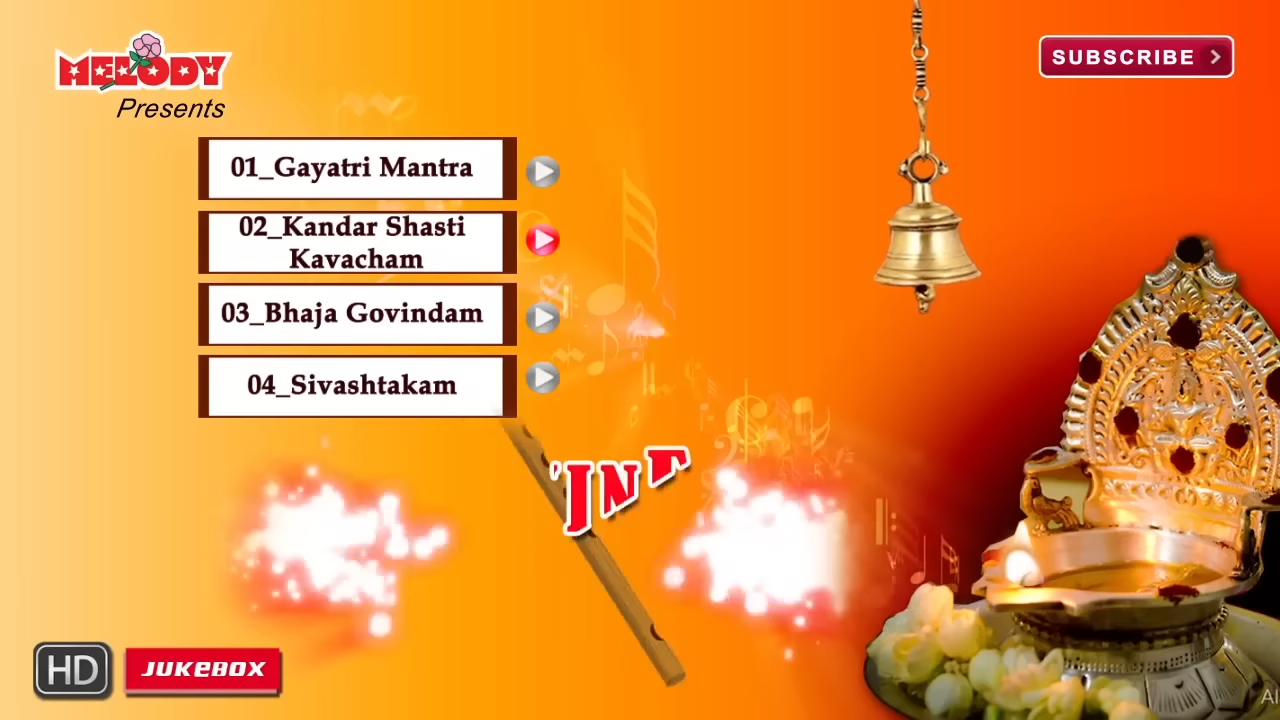 MELODY
Presents
SUBSCRIBE >
01_Gayatri Mantra
02_Kandar Shasti
Kavacham
03_Bhaja Govindam
04_Sivashtakam
HD
JUKEBOX